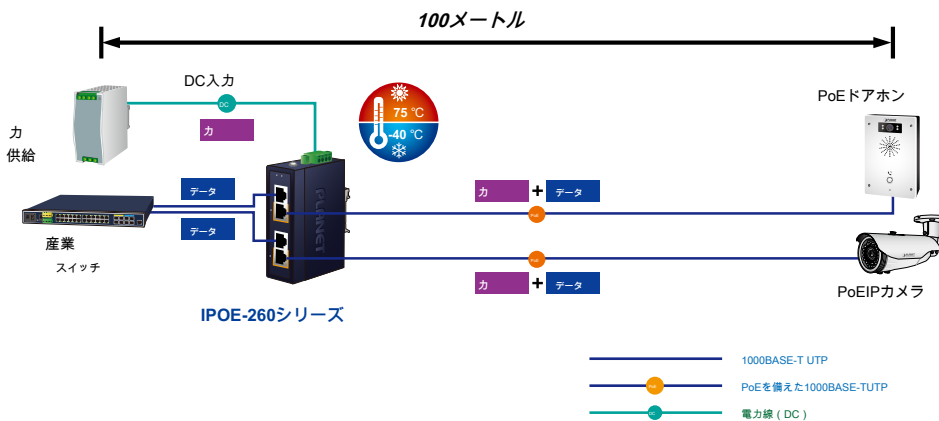 100メートル
DC入力
DC
力
75 ℃
-40 ℃
PoEドアホン
力
供給
PLANET
データ
データ
力 + データ
PoE
PoE
力 + データ
産業
スイッチ
IPOE-260シリーズ
PoEIPカメラ
1000BASE-T UTP
PoE
PoEを備えた1000BASE-TUTP
DC
電力線（DC）